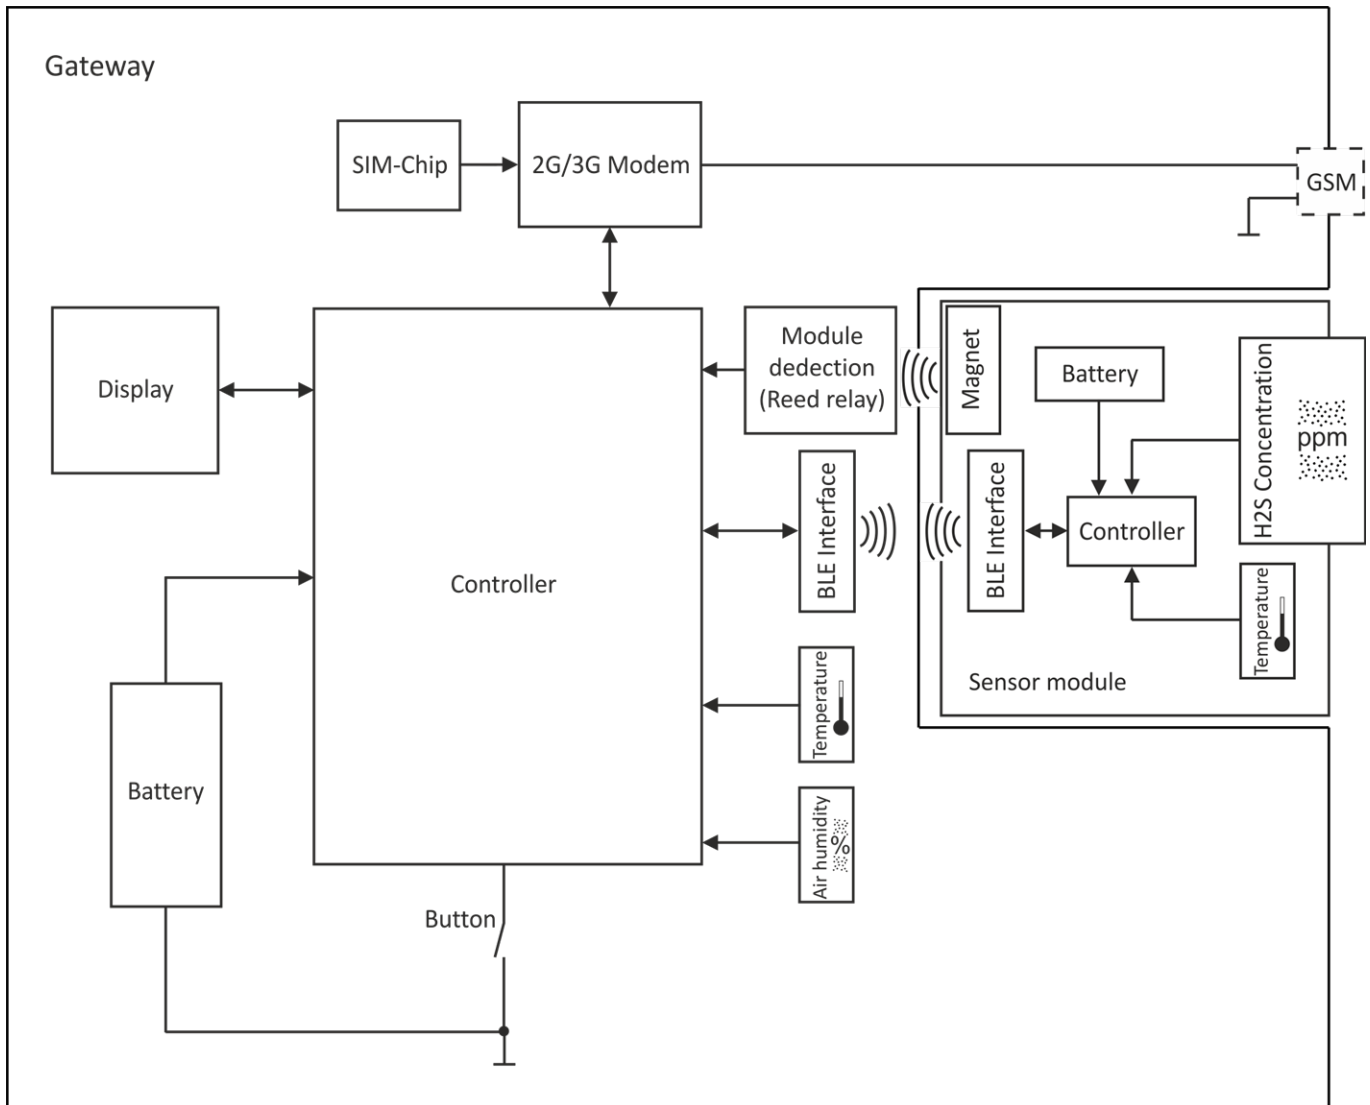 Gateway
SIM-Chip
2G/3G Modem
GSM
Display
Module
dedection
(Reed relay)
Magnet
Battery
H2S Concentration
ppm
BLE Interface
BLE Interface
Controller
Controller
Temperature
Temperature
Sensor module
Battery
Air humidity
%
Button